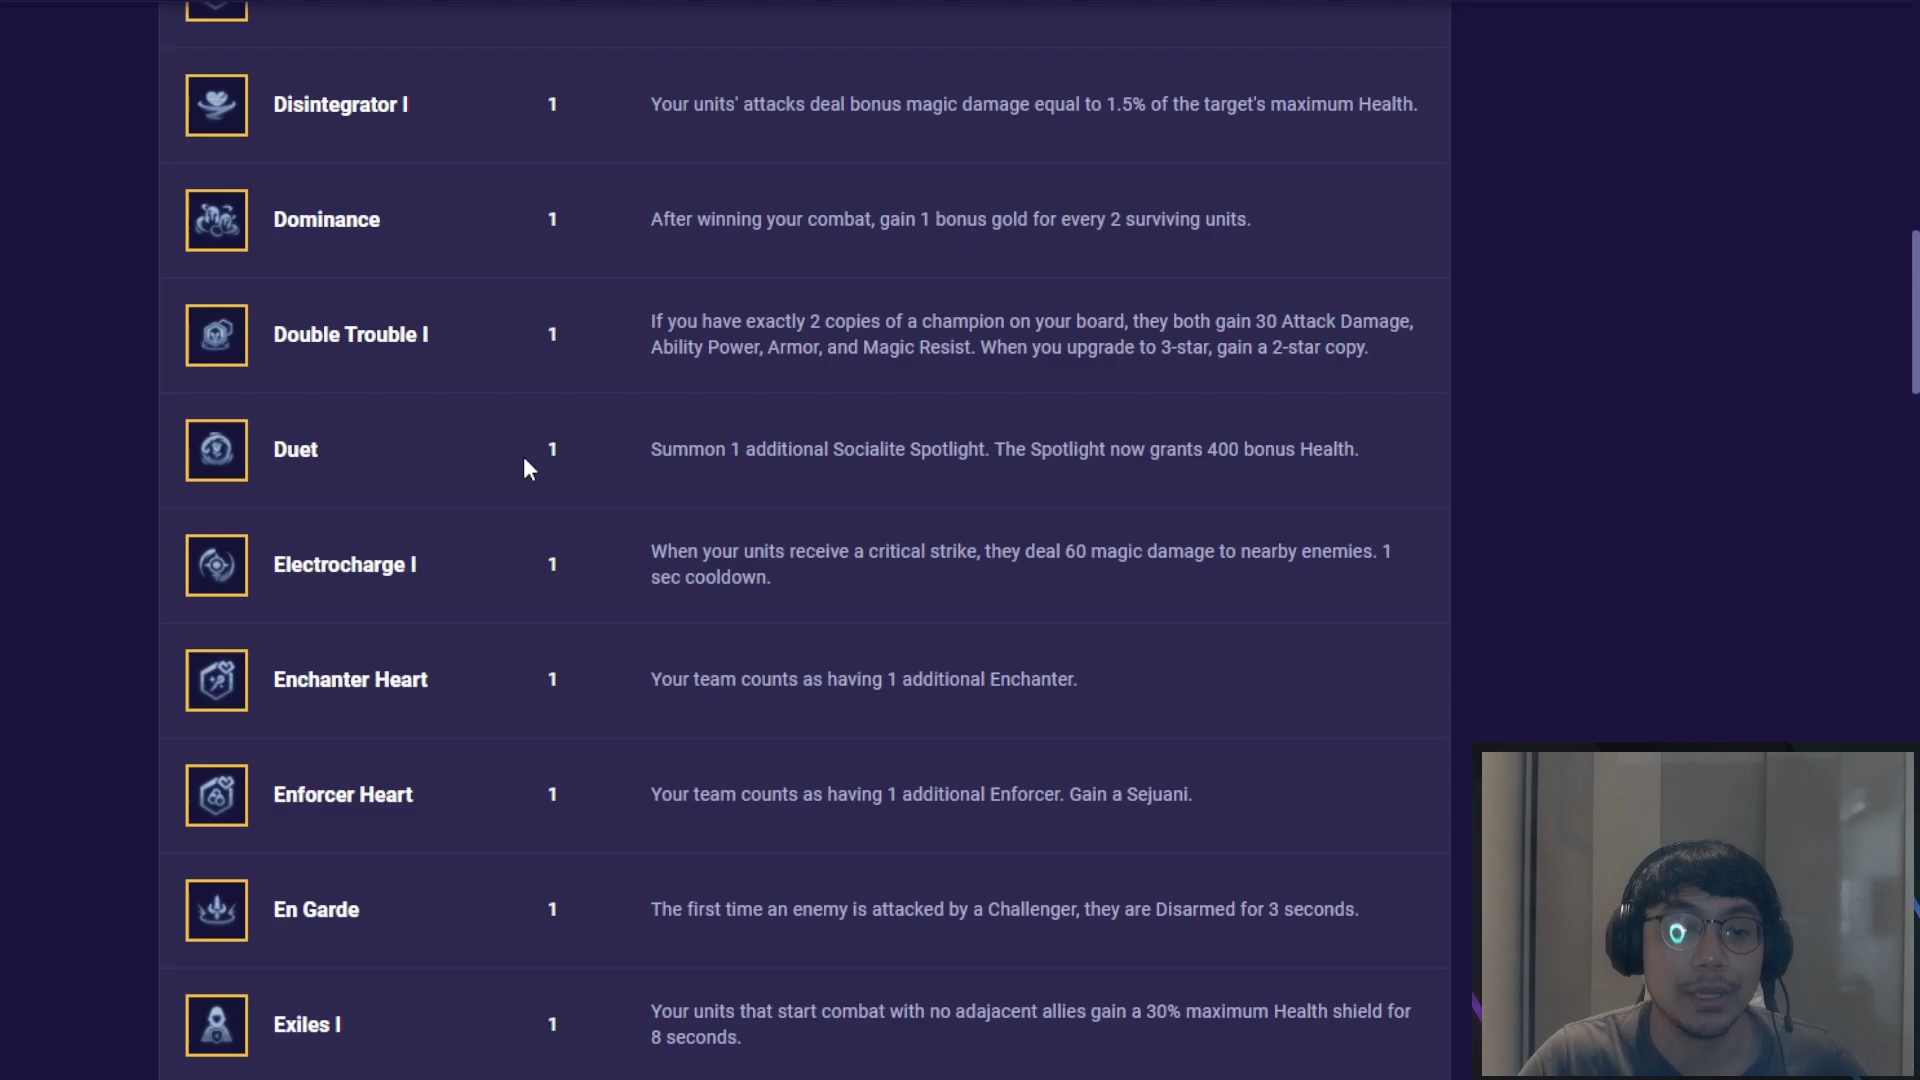 Disintegrator I 1 Your units' attacks deal bonus magic damage equal to 1.5% of the target's maximum Health.
Dominance 1 After winning your combat, gain 1 bonus gold for every 2 surviving units.
Double Trouble I 1 If you have exactly 2 copies of a champion on your board, they both gain 30 Attack Damage,
Ability Power, Armor, and Magic Resist. When you upgrade to 3-star, gain a 2-star copy.
Duet 1 Summon 1 additional Socialite Spotlight. The Spotlight now grants 400 bonus Health.
Electrocharge I 1 When your units receive a critical strike, they deal 60 magic damage to nearby enemies. 1
sec cooldown.
Enchanter Heart 1 Your team counts as having 1 additional Enchanter.
Enforcer Heart 1 Your team counts as having 1 additional Enforcer. Gain a Sejuani.
En Garde 1 The first time an enemy is attacked by a Challenger, they are Disarmed for 3 seconds.
Exiles I 1 Your units that start combat with no adajacent allies gain a 30% maximum Health shield for
8 seconds.